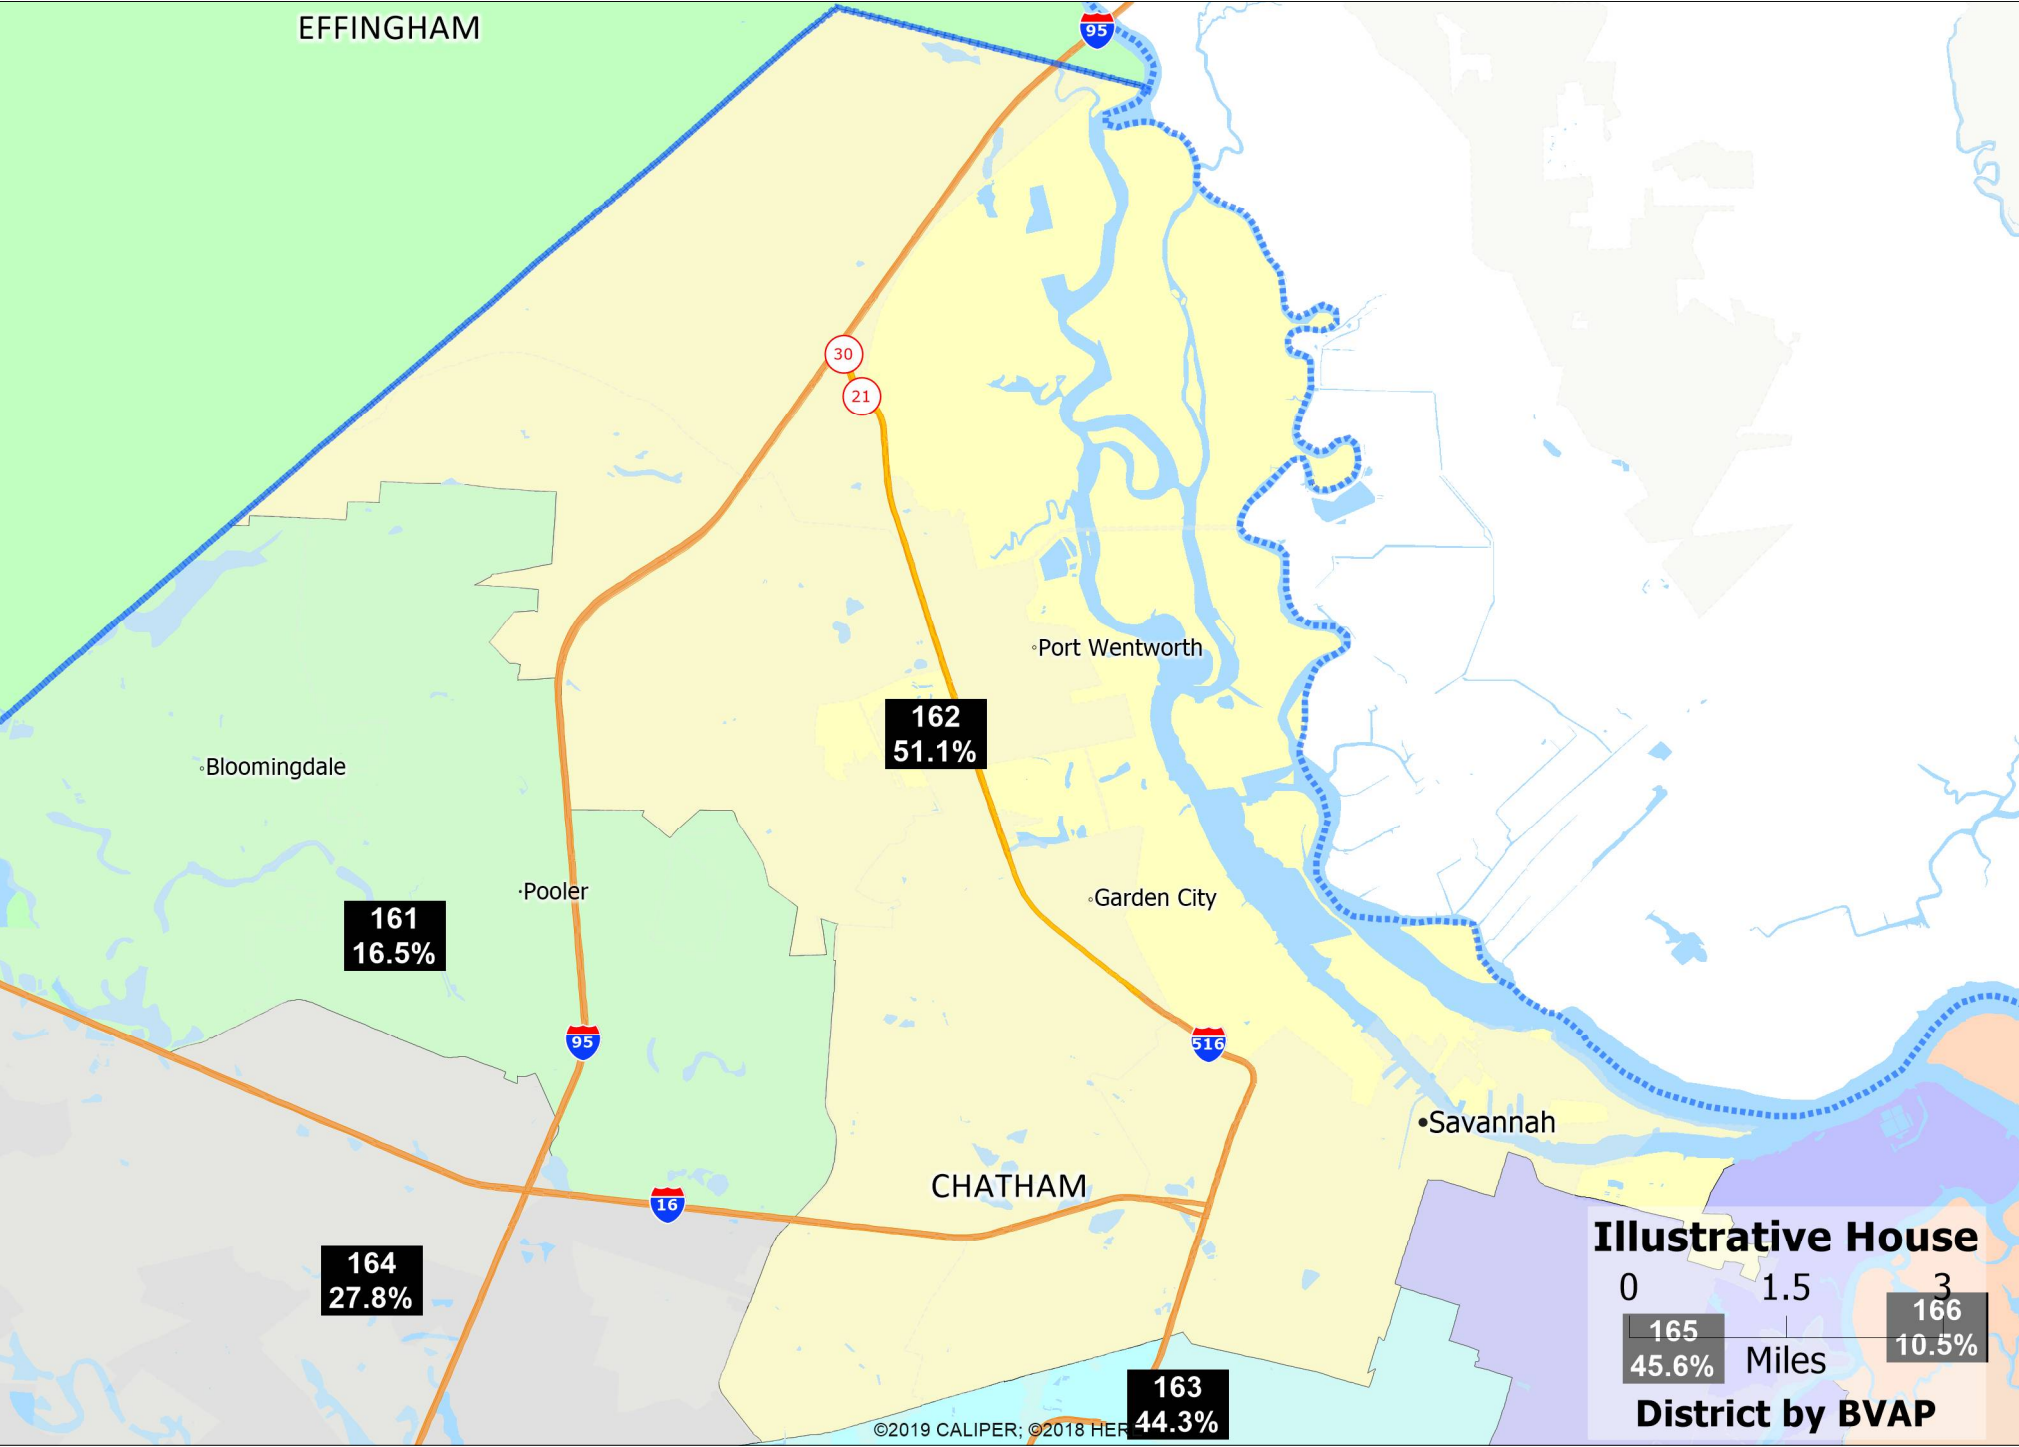 EFFINGHAM
95
30
21
Port Wentworth
162
51.1%
Bloomingdale
Pooler
Garden City
161
16.5%
95
516
Savannah
CHATHAM
16
164
27.8%
Illustrative House
0 1.5 3
166
10.5%
165
45.6%
Miles
163
44.3%
District by BVAP
©2019 CALIPER; ©2018 HER